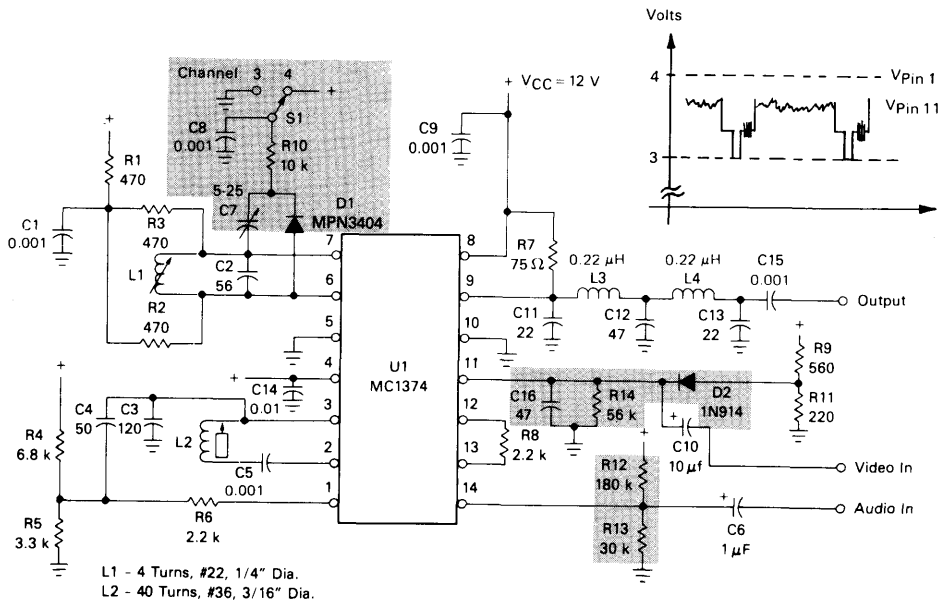 Volts
4
V Pin 1
V Pin 11
3
Channel 3 4
+
S1
C8
0.001
R10
10 k
5-25
C7
D1
MPN3404
+
VCC = 12 V
C9
0.001
+
R1
470
C1
0.001
R3
470
L1
C2
56
R2
470
7
6
5
4
3
2
1
8
9
10
11
12
13
14
U1
MC1374
R7
75 Ω
0.22 μH
L3
0.22 μH
L4
C15
0.001
Output
C11
22
C12
47
C13
22
R9
560
R11
220
D2
1N914
C16
47
R14
56 k
+
C14
0.01
C4
50
C3
120
L2
C5
0.001
R4
6.8 k
R5
3.3 k
R6
2.2 k
R8
2.2 k
+
C10
10 μf
Video In
+
R12
180 k
R13
30 k
+
C6
1 μF
Audio In
L1 - 4 Turns, #22, 1/4" Dia.
L2 - 40 Turns, #36, 3/16" Dia.